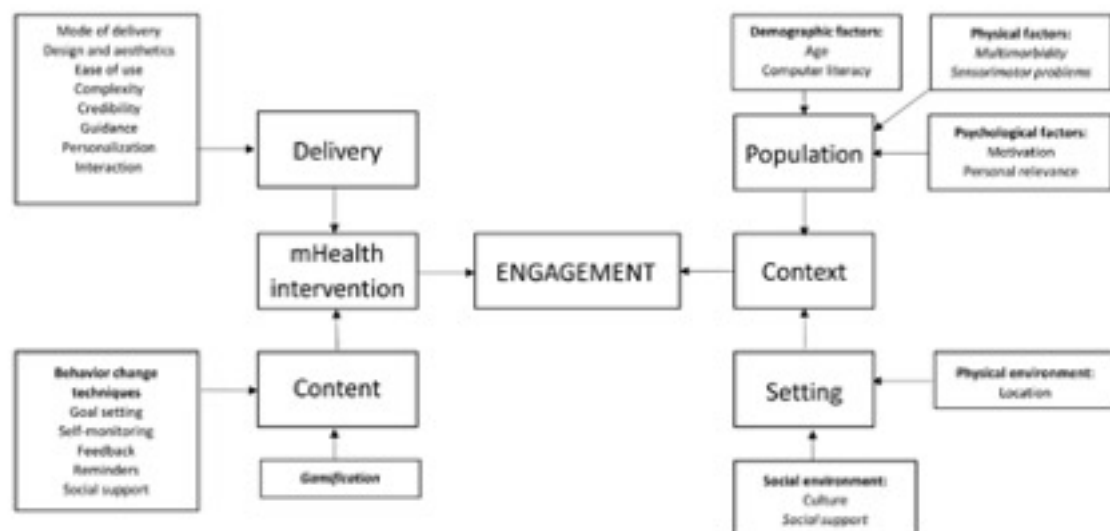 Mode of delivery
Design and aesthetics
Ease of use
Complexity
Credibility
Guidance
Personalization
Interaction
Delivery
mHealth
intervention
Behavior change
techniques
Goal setting
Self-monitoring
Feedback
Reminders
Social support
Content
Gamification
ENGAGEMENT
Demographic factors:
Age
Computer literacy
Physical factors:
Multimorbidity
Sensorimotor problems
Population
Psychological factors:
Motivation
Personal relevance
Context
Setting
Physical environment:
Location
Social environment:
Culture
Social support